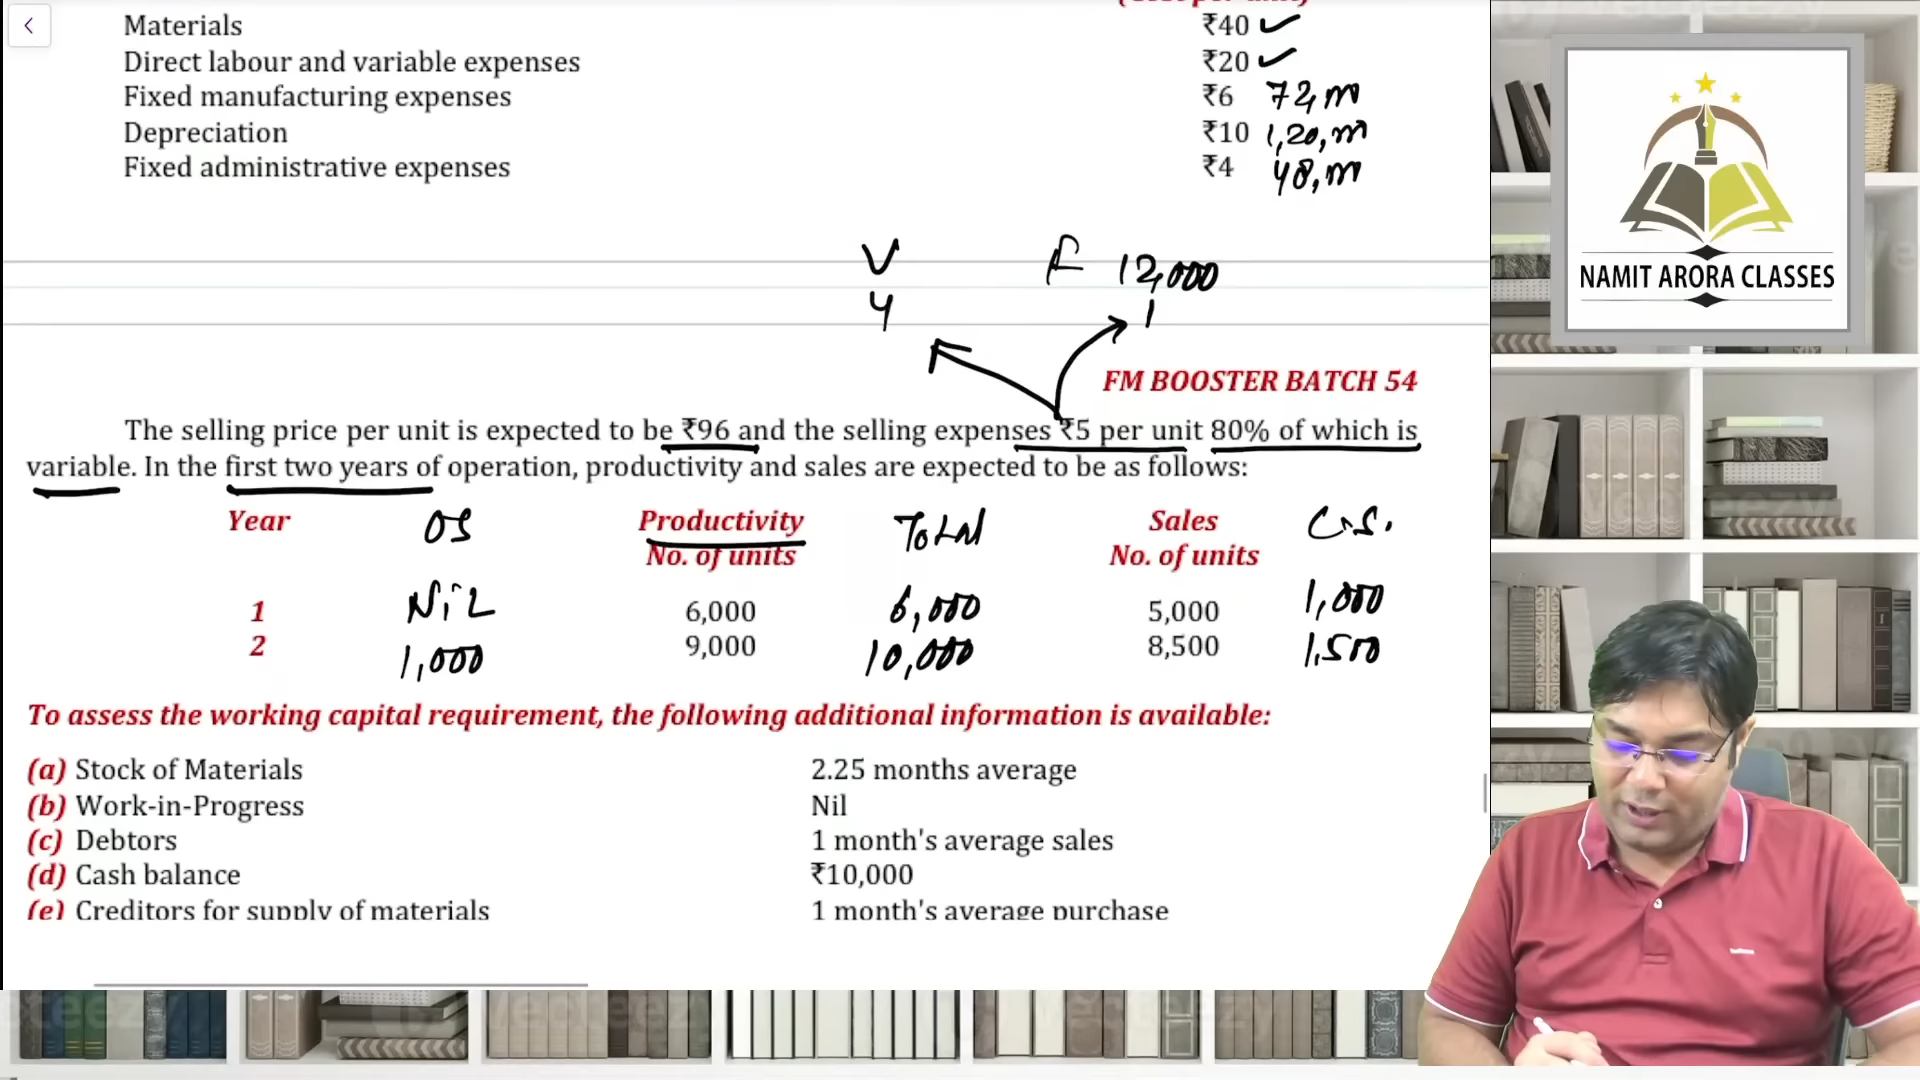 Materials ₹40
Direct labour and variable expenses ₹20
Fixed manufacturing expenses ₹6 72,m
Depreciation ₹10 1,20,m
Fixed administrative expenses ₹4 48,m
V F 12,000
4 1
FM BOOSTER BATCH 54
The selling price per unit is expected to be ₹96 and the selling expenses ₹5 per unit 80% of which is
variable. In the first two years of operation, productivity and sales are expected to be as follows:
Year OS Productivity Total Sales C.S.
No. of units No. of units
1 Nil 6,000 6,000 5,000 1,000
2 1,000 9,000 10,000 8,500 1,500
To assess the working capital requirement, the following additional information is available:
(a) Stock of Materials 2.25 months average
(b) Work-in-Progress Nil
(c) Debtors 1 month's average sales
(d) Cash balance ₹10,000
(e) Creditors for supply of materials 1 month's average purchase
NAMIT ARORA CLASSES